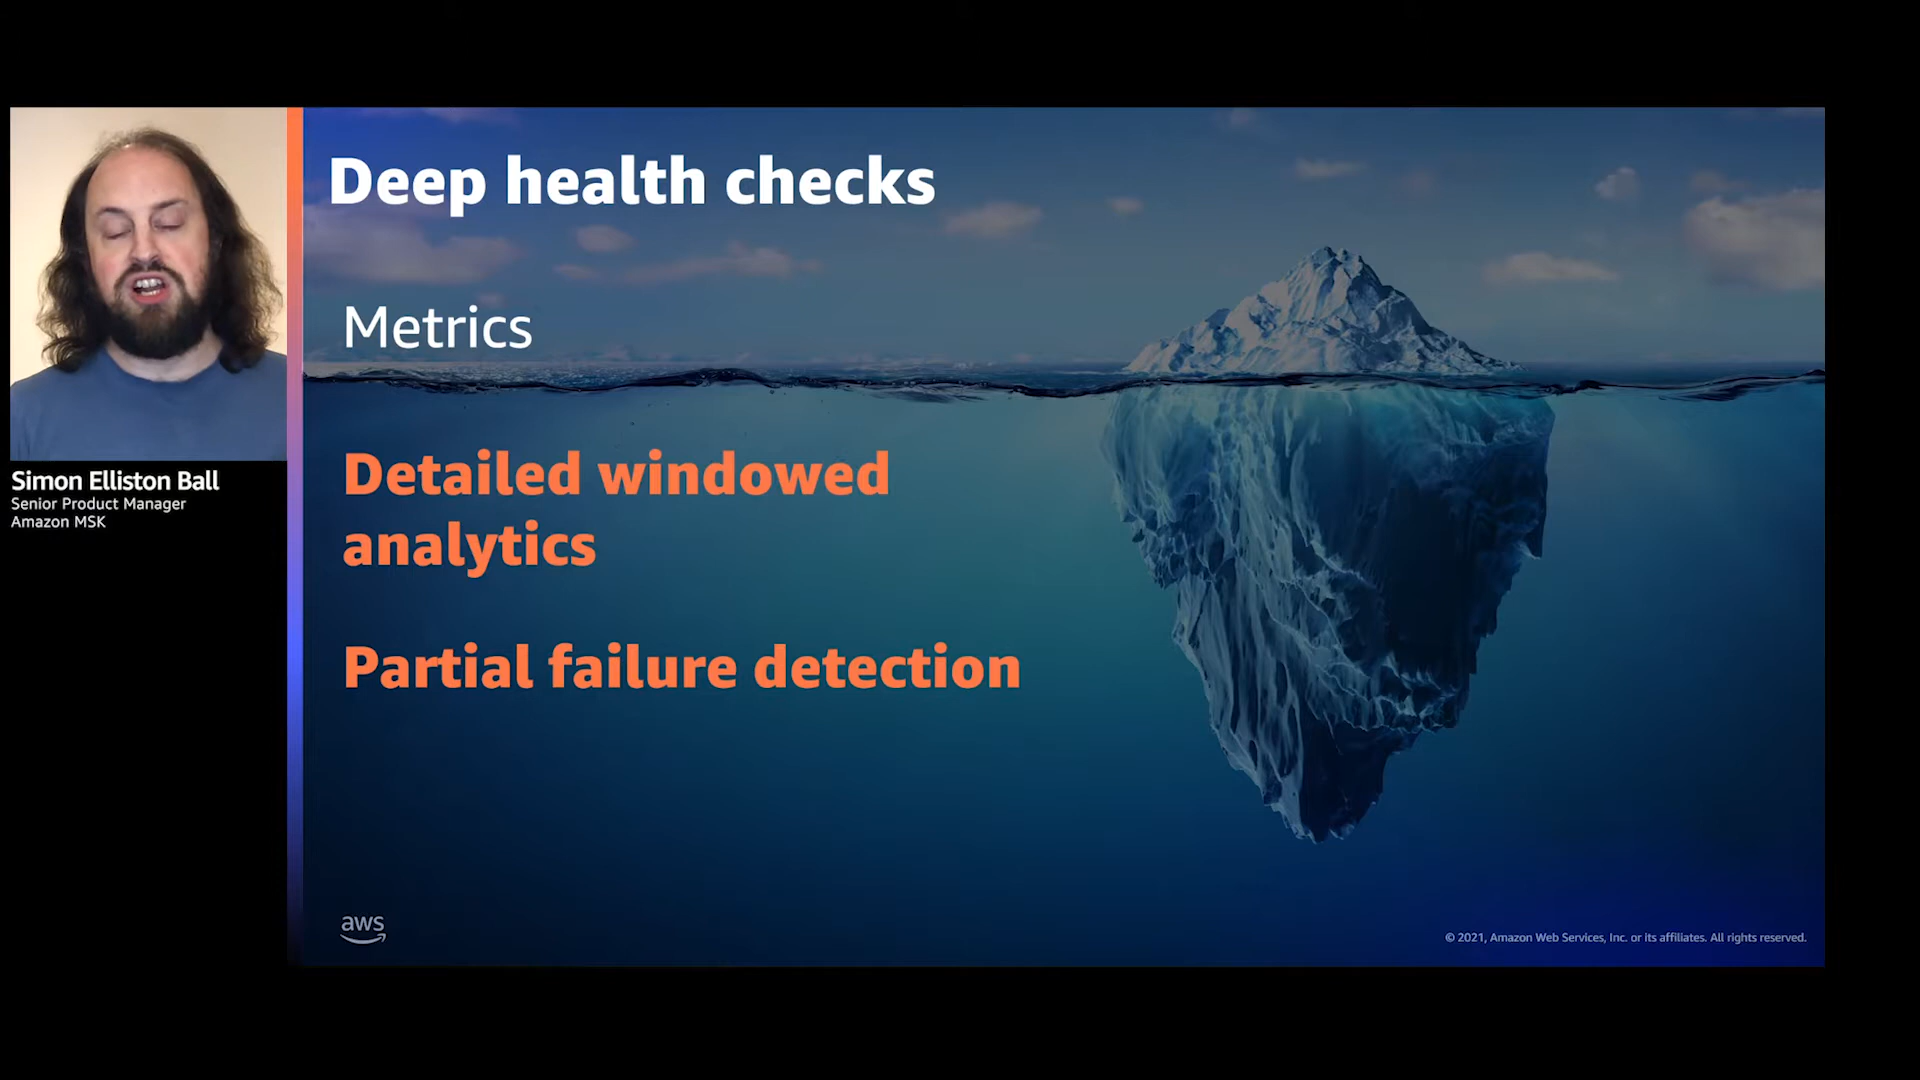 Deep health checks
Metrics
Detailed windowed
analytics
Partial failure detection
Simon Elliston Ball
Senior Product Manager
Amazon MSK
aws
© 2021, Amazon Web Services, Inc. or its affiliates. All rights reserved.